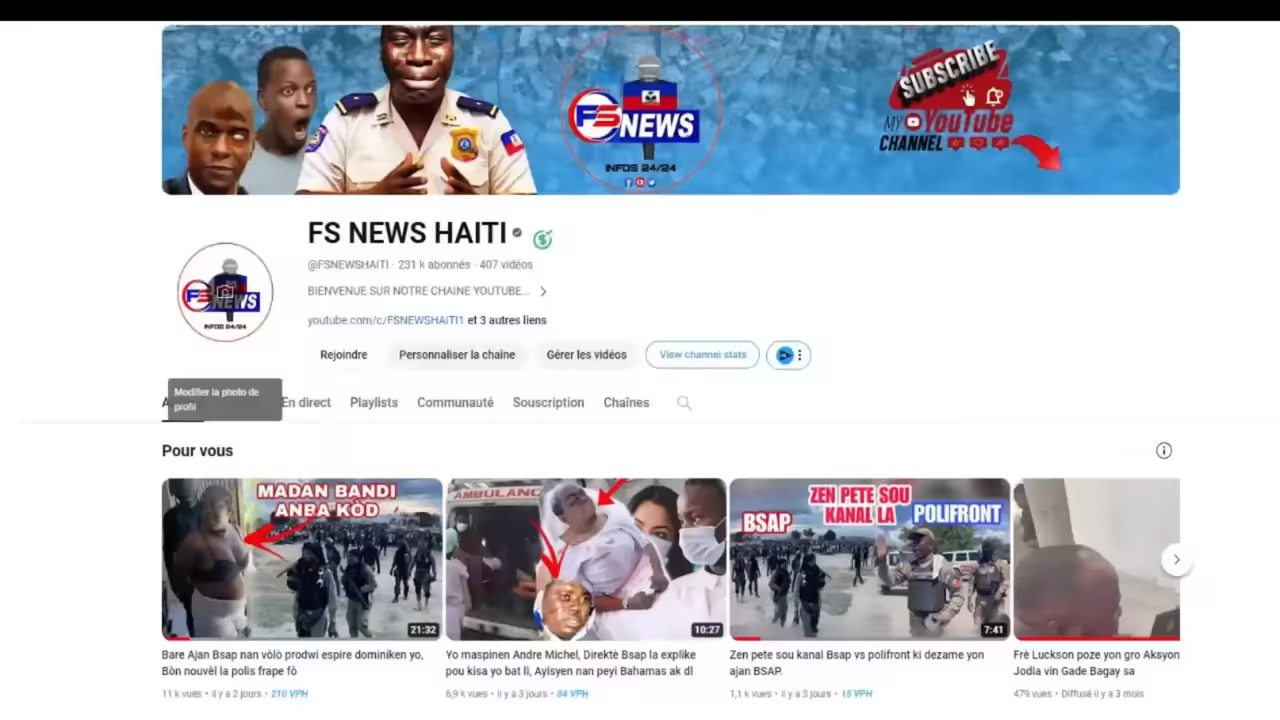 SUBSCRIBE
MY YouTube
CHANNEL
FS NEWS
INFOS 24/24
FS NEWS HAITI
@FSNEWSHAITI · 231 k abonnés · 407 vidéos
BIENVENUE SUR NOTRE CHAINE YOUTUBE...
youtube.com/c/FSNEWSHAITI1 et 3 autres liens
FS NEWS
INFOS 24/24
Rejoindre Personnaliser la chaîne Gérer les vidéos View channel stats
Modifier la photo de
profil
En direct Playlists Communauté Souscription Chaînes
Pour vous
MADAN BANDI
ANBA KÒD
21:32
AMBULANC
10:27
ZEN PETE SOU
KANAL LA
BSAP
POLIFRONT
7:41
Bare Ajan Bsap nan vòlò prodwi espire dominiken yo,
Bòn nouvèl la polis frape fò
11 k vues • il y a 2 jours • 210 VPH
Yo maspinen Andre Michel, Direktè Bsap la eksplike
pou kisa yo bat li, Ayisyen nan peyi Bahamas ak dl
6,9 k vues • il y a 3 jours • 84 VPH
Zen pete sou kanal Bsap vs polifront ki dezame yon
ajan BSAP.
1,1 k vues • il y a 3 jours • 15 VPH
Frè Luckson poze yon gro Aksyon
Jodia vin Gade Bagay sa
479 vues • Diffusé il y a 3 mois